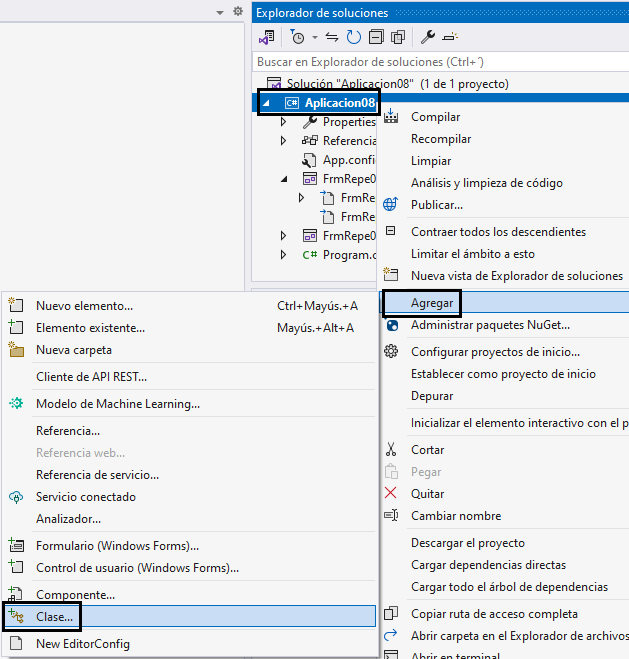 Explorador de soluciones
Buscar en Explorador de soluciones (Ctrl+´)
Solución "Aplicacion08" (1 de 1 proyecto)
C# Aplicacion08
Properties
Referencia
App.confi
FrmRepe0
FrmRe
FrmRe
FrmRepe0
C# Program.c
Compilar
Recompilar
Limpiar
Análisis y limpieza de código
Publicar...
Contraer todos los descendientes
Limitar el ámbito a esto
Nueva vista de Explorador de soluciones
Agregar
Administrar paquetes NuGet...
Configurar proyectos de inicio...
Establecer como proyecto de inicio
Depurar
Inicializar el elemento interactivo con el p
Cortar
Pegar
Quitar
Cambiar nombre
Descargar el proyecto
Cargar dependencias directas
Cargar todo el árbol de dependencias
Copiar ruta de acceso completa
Abrir carpeta en el Explorador de archivos
Abrir en terminal
Nuevo elemento... Ctrl+Mayús.+A
Elemento existente... Mayús.+Alt+A
Nueva carpeta
Cliente de API REST...
Modelo de Machine Learning...
Referencia...
Referencia web...
Referencia de servicio...
Servicio conectado
Analizador...
Formulario (Windows Forms)...
Control de usuario (Windows Forms)...
Componente...
Clase...
New EditorConfig